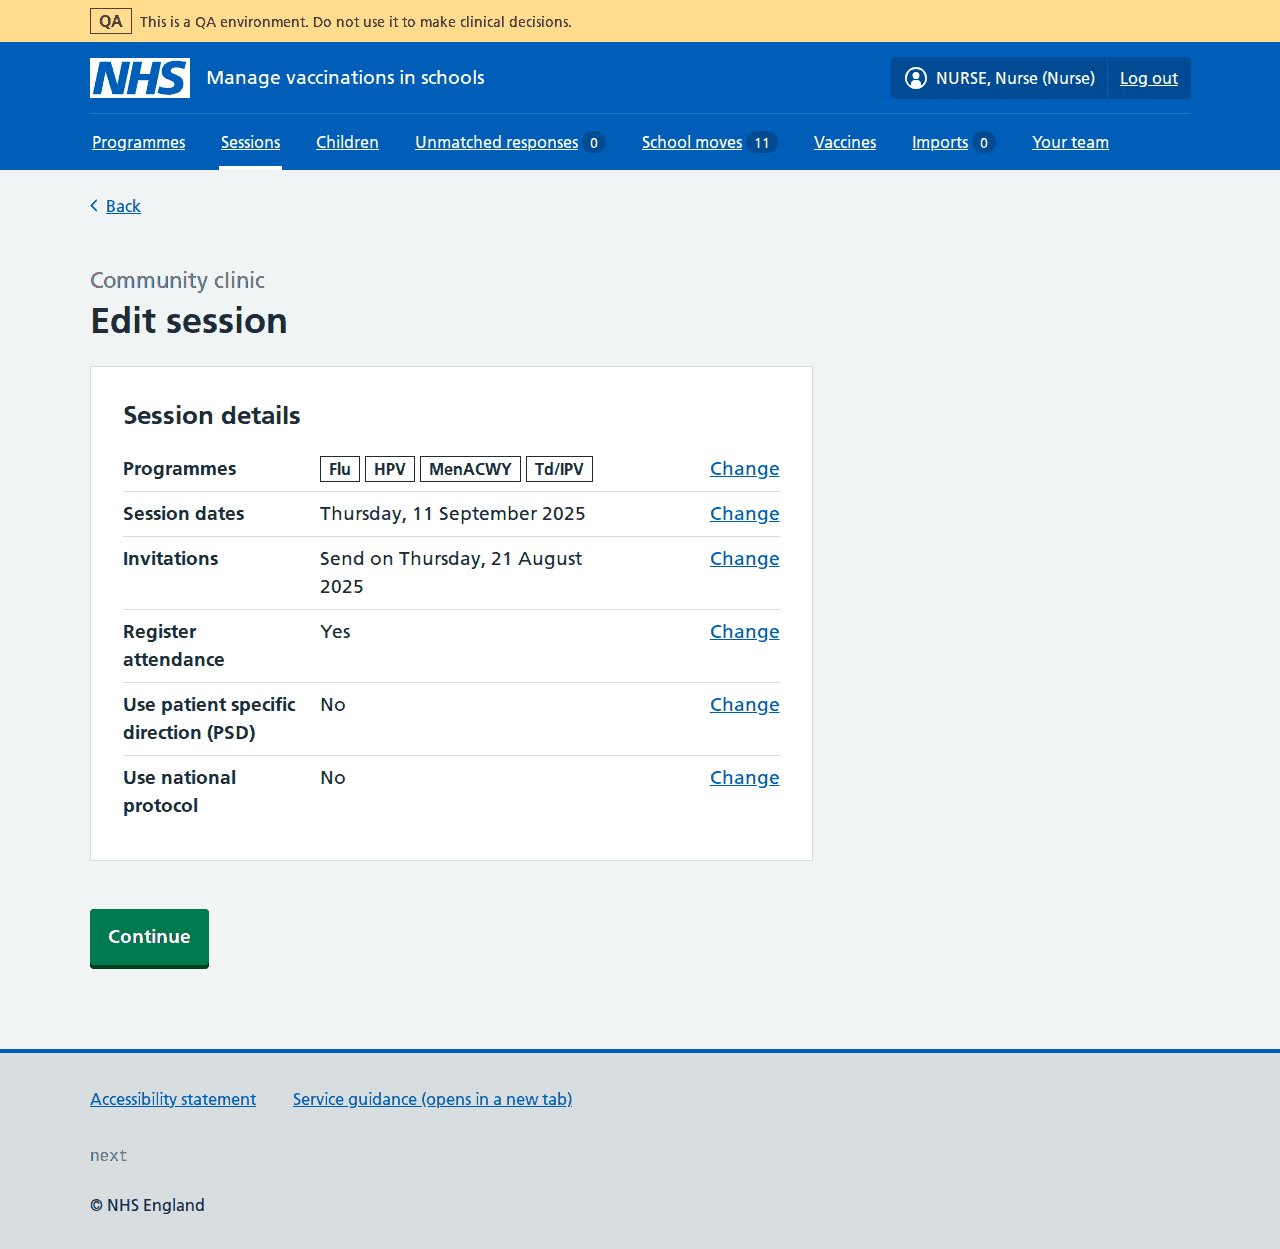 QA This is a QA environment. Do not use it to make clinical decisions.
NHS Manage vaccinations in schools NURSE, Nurse (Nurse) Log out
Programmes Sessions Children Unmatched responses 0 School moves 11 Vaccines Imports 0 Your team
Back
Community clinic
Edit session
Session details
Programmes Flu HPV MenACWY Td/IPV Change
Session dates Thursday, 11 September 2025 Change
Invitations Send on Thursday, 21 August Change
2025
Register Yes Change
attendance
Use patient specific No Change
direction (PSD)
Use national No Change
protocol
Continue
Accessibility statement Service guidance (opens in a new tab)
next
© NHS England